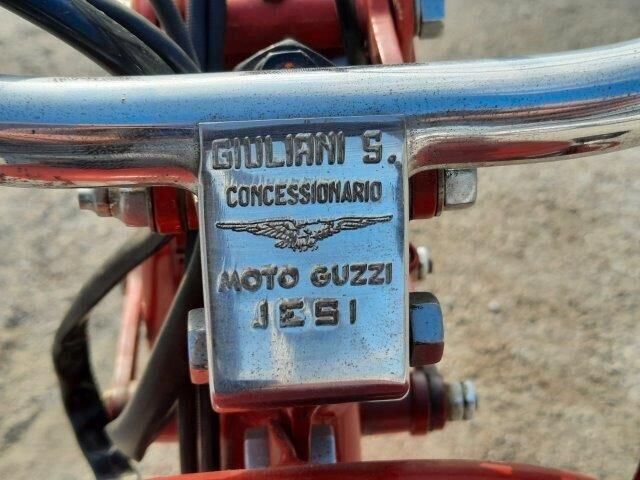 GIULIANI S.
CONCESSIONARIO
MOTO GUZZI
JESI